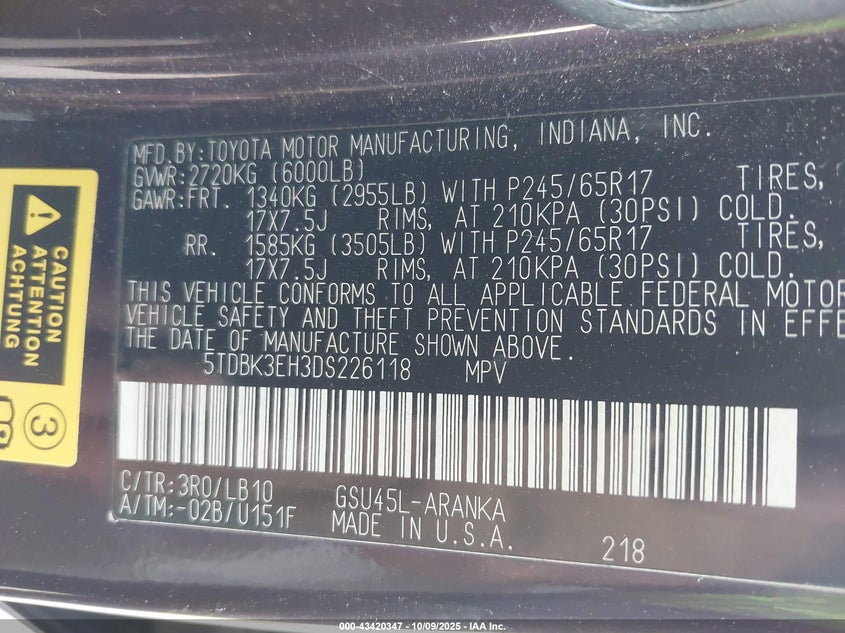 MFD.BY:TOYOTA MOTOR MANUFACTURING, INDIANA, INC.
GVWR:2720KG (6000LB)
GAWR:FRT. 1340KG (2955LB) WITH P245/65R17 TIRES,
17X7.5J RIMS, AT 210KPA (30PSI) COLD.
RR. 1585KG (3505LB) WITH P245/65R17 TIRES,
17X7.5J RIMS, AT 210KPA (30PSI) COLD.
THIS VEHICLE CONFORMS TO ALL APPLICABLE FEDERAL MOTOR
VEHICLE SAFETY AND THEFT PREVENTION STANDARDS IN EFFE
THE DATE OF MANUFACTURE SHOWN ABOVE.
5TDBK3EH3DS226118 MPV
C/TR:3R0/LB10 GSU45L-ARANKA
A/TM:-02B/U151F MADE IN U.S.A.
218
CAUTION
ATTENTION
ACHTUNG
3
000-43420347 - 10/09/2025 - IAA Inc.